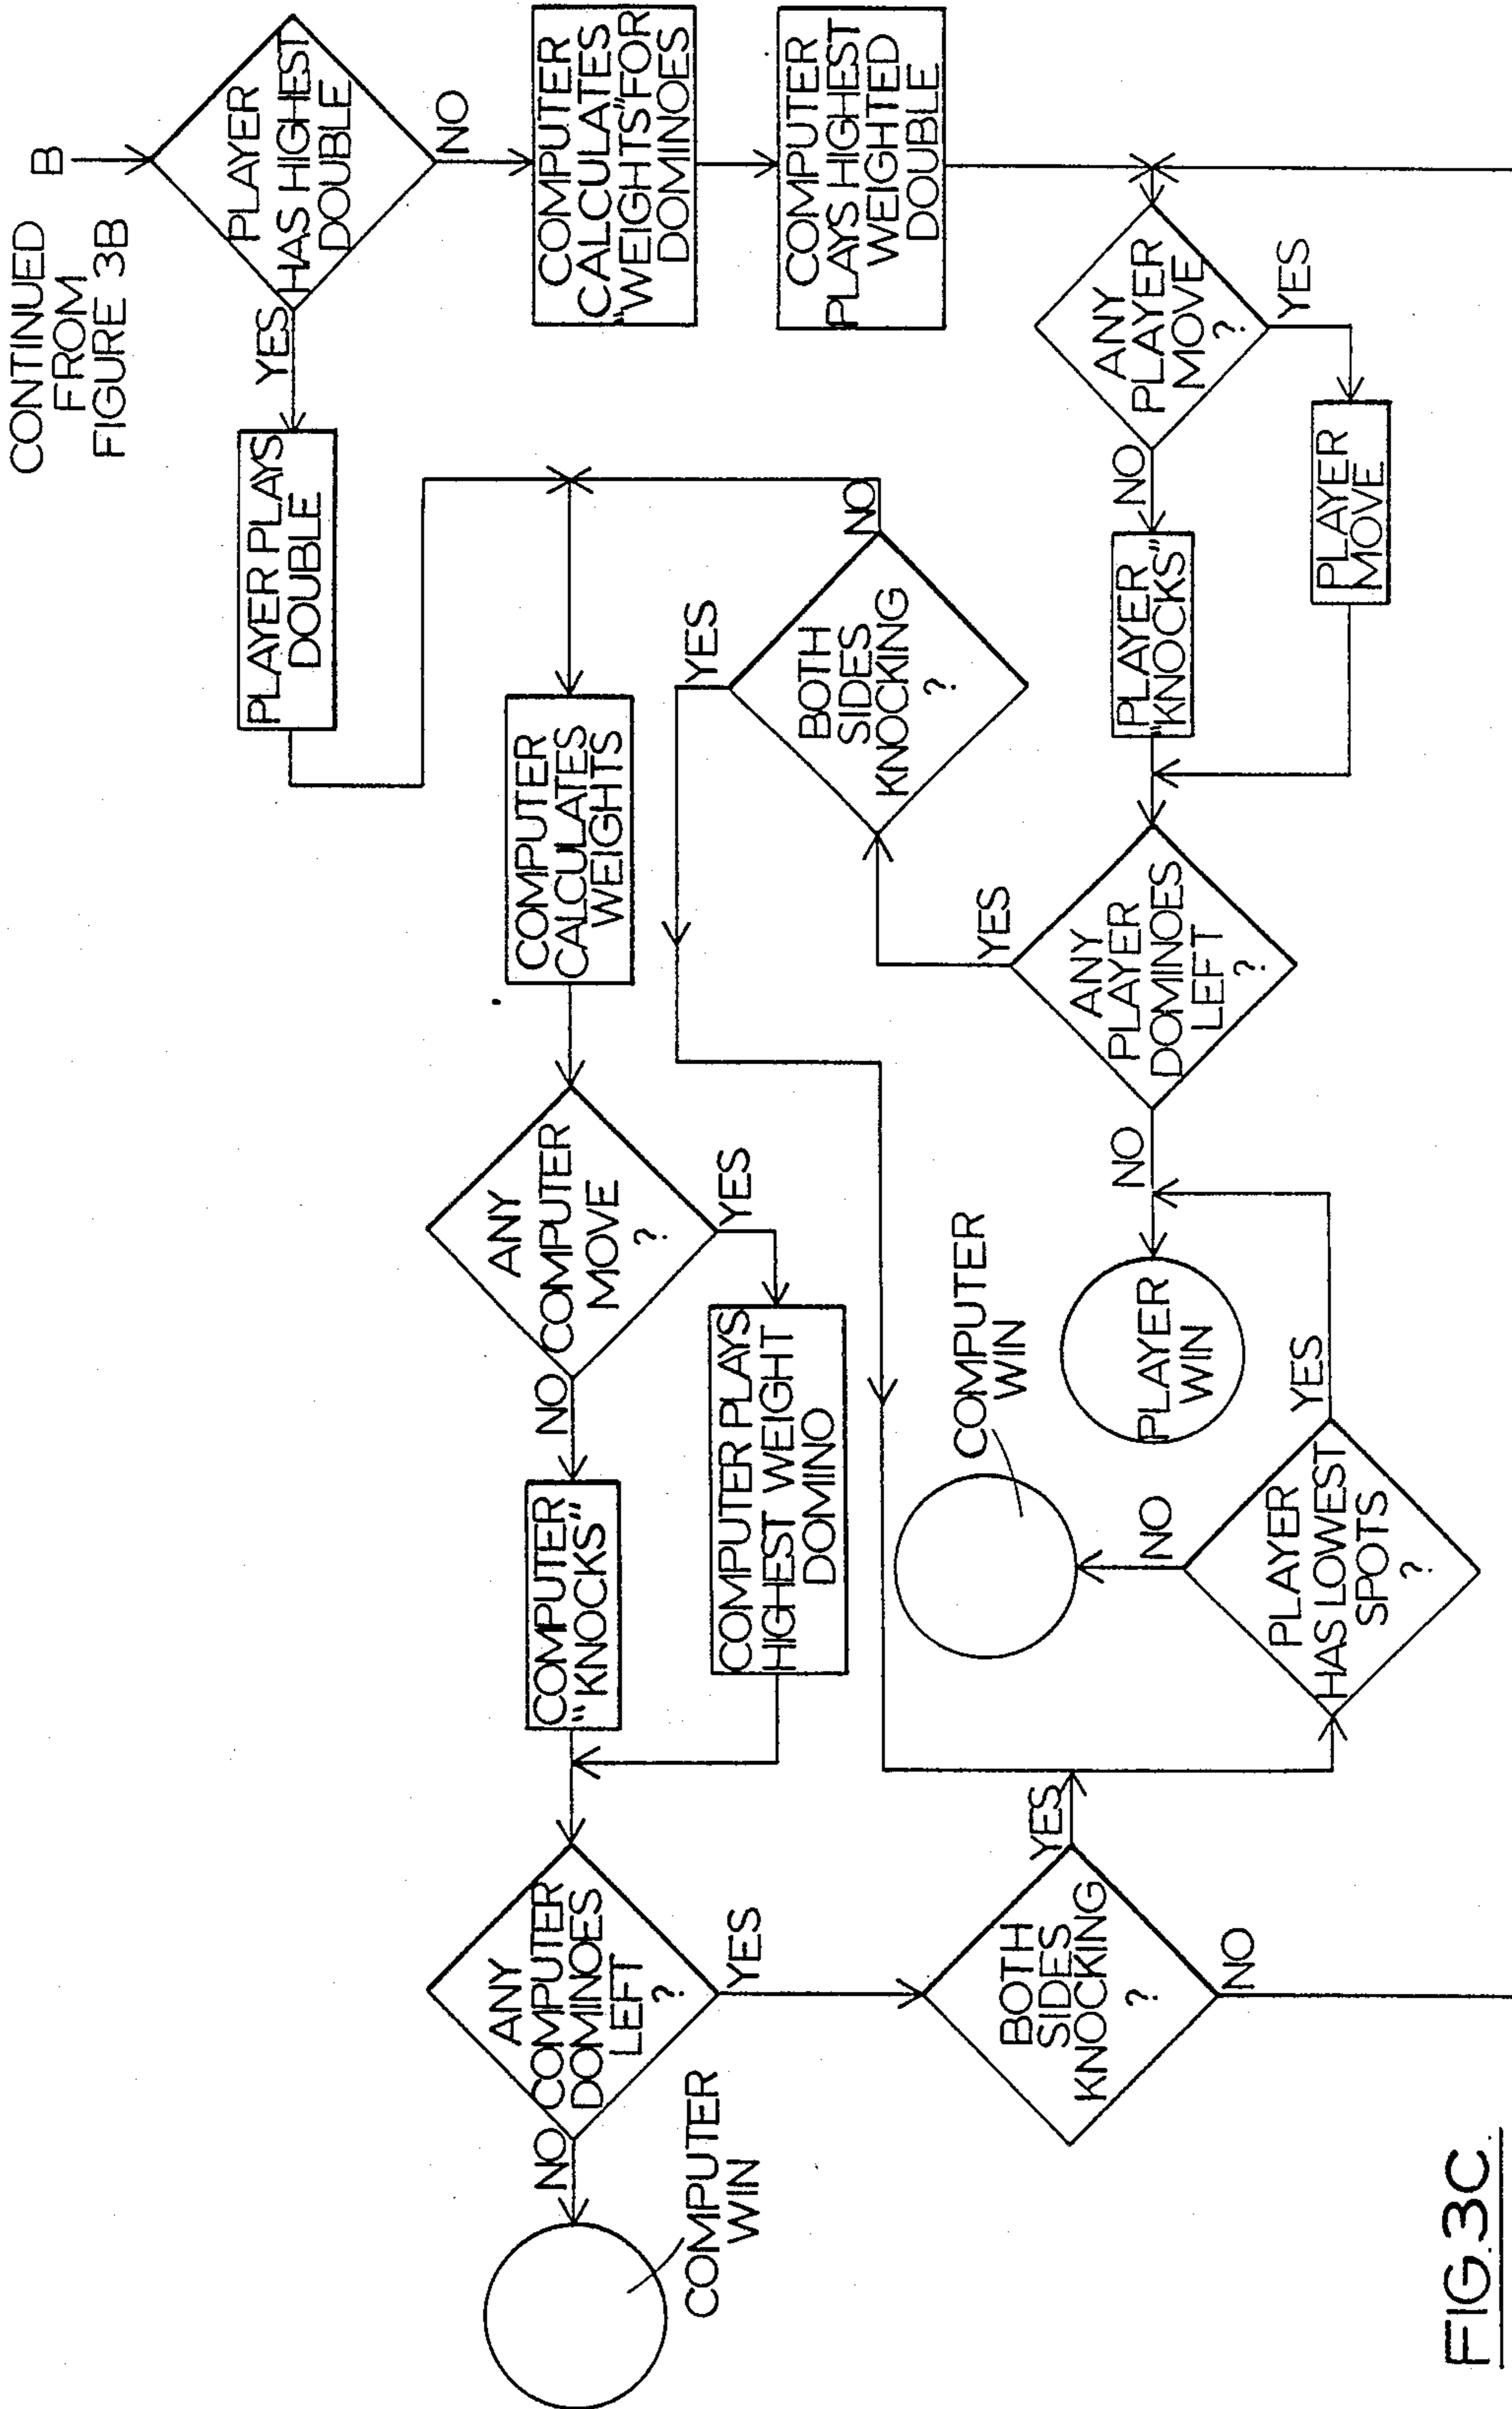 CONTINUED
FROM
FIGURE 3B
B
PLAYER
HAS HIGHEST
DOUBLE
YES
NO
PLAYER PLAYS
DOUBLE
COMPUTER
CALCULATES
"WEIGHTS" FOR
DOMINOES
COMPUTER
PLAYS HIGHEST
WEIGHTED
DOUBLE
COMPUTER
CALCULATES
WEIGHTS
ANY
COMPUTER
MOVE
?
NO
YES
COMPUTER
"KNOCKS"
COMPUTER PLAYS
HIGHEST WEIGHT
DOMINO
ANY
COMPUTER
DOMINOES
LEFT
?
NO
YES
COMPUTER
WIN
BOTH
SIDES
KNOCKING
?
YES
NO
BOTH
SIDES
KNOCKING
?
YES
NO
ANY
PLAYER
MOVE
?
NO
YES
PLAYER
"KNOCKS"
PLAYER
MOVE
ANY
PLAYER
DOMINOES
LEFT
?
YES
NO
PLAYER
WIN
COMPUTER
WIN
PLAYER
HAS LOWEST
SPOTS
?
NO
YES
FIG.3C.